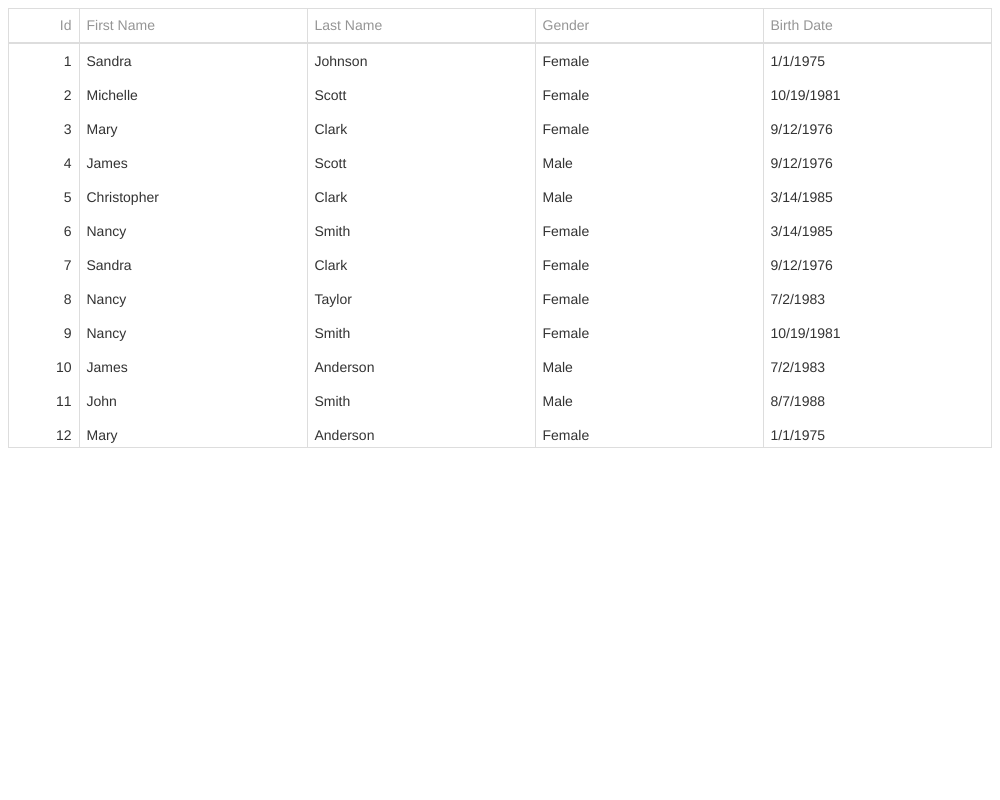 Id First Name Last Name Gender Birth Date
1 Sandra Johnson Female 1/1/1975
2 Michelle Scott Female 10/19/1981
3 Mary Clark Female 9/12/1976
4 James Scott Male 9/12/1976
5 Christopher Clark Male 3/14/1985
6 Nancy Smith Female 3/14/1985
7 Sandra Clark Female 9/12/1976
8 Nancy Taylor Female 7/2/1983
9 Nancy Smith Female 10/19/1981
10 James Anderson Male 7/2/1983
11 John Smith Male 8/7/1988
12 Mary Anderson Female 1/1/1975